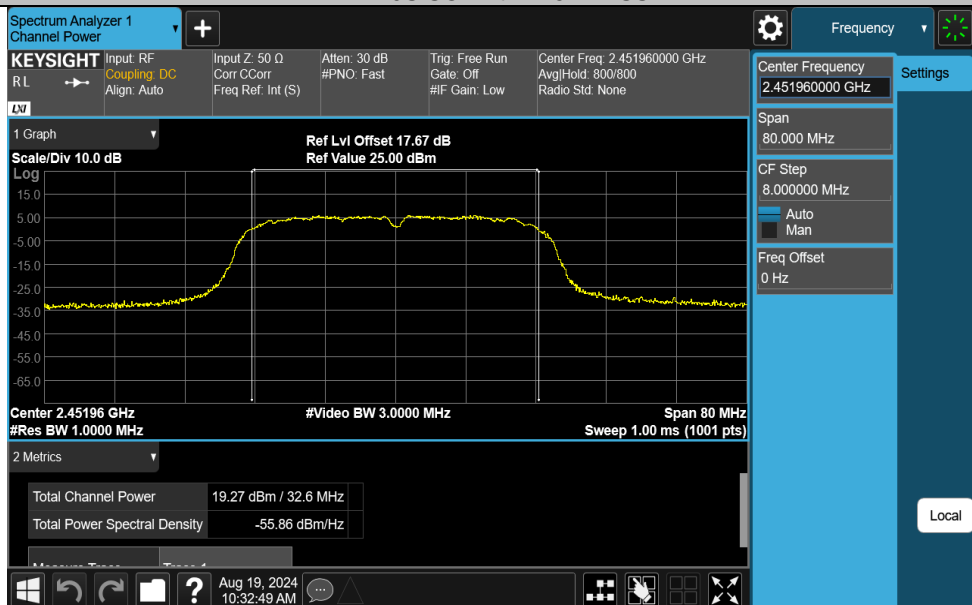 Spectrum Analyzer 1
Channel Power
Frequency
KEYSIGHT
R L
LXI
Input: RF
Coupling: DC
Align: Auto
Input Z: 50 Ω
Corr CCorr
Freq Ref: Int (S)
Atten: 30 dB
#PNO: Fast
Trig: Free Run
Gate: Off
#IF Gain: Low
Center Freq: 2.451960000 GHz
Avg|Hold: 800/800
Radio Std: None
Center Frequency
2.451960000 GHz
Settings
Span
80.000 MHz
CF Step
8.000000 MHz
Auto
Man
Freq Offset
0 Hz
Local
1 Graph
Scale/Div 10.0 dB
Ref Lvl Offset 17.67 dB
Ref Value 25.00 dBm
Log
15.0
5.00
-5.00
-15.0
-25.0
-35.0
-45.0
-55.0
-65.0
Center 2.45196 GHz
#Video BW 3.0000 MHz
Span 80 MHz
#Res BW 1.0000 MHz
Sweep 1.00 ms (1001 pts)
2 Metrics
Total Channel Power 19.27 dBm / 32.6 MHz
Total Power Spectral Density -55.86 dBm/Hz
Aug 19, 2024
10:32:49 AM